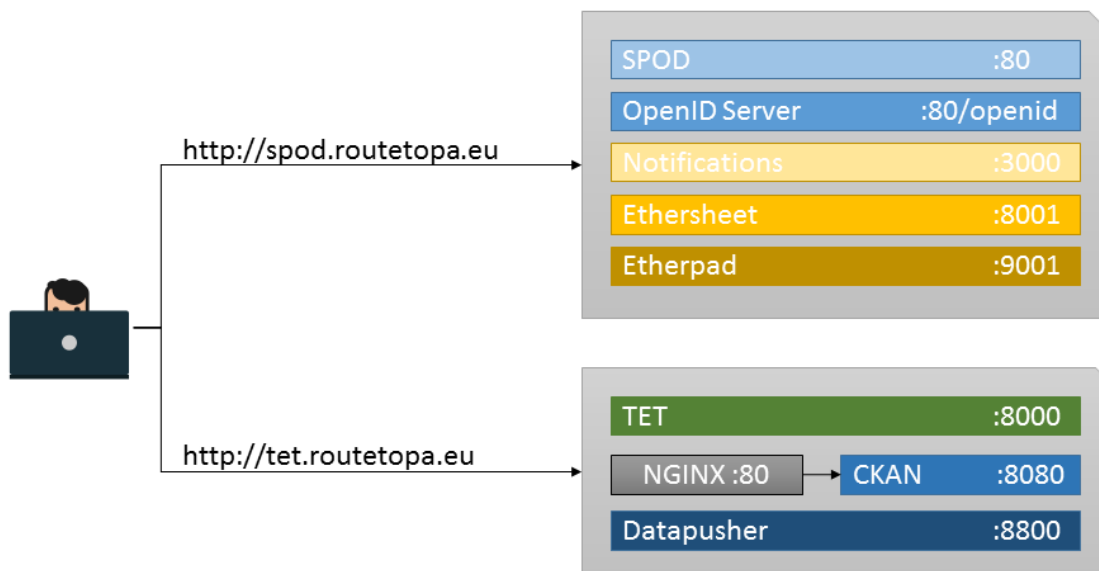 SPOD :80
OpenID Server :80/openid
http://spod.routetopa.eu
Notifications :3000
Ethersheet :8001
Etherpad :9001
TET :8000
http://tet.routetopa.eu
NGINX :80
CKAN :8080
Datapusher :8800